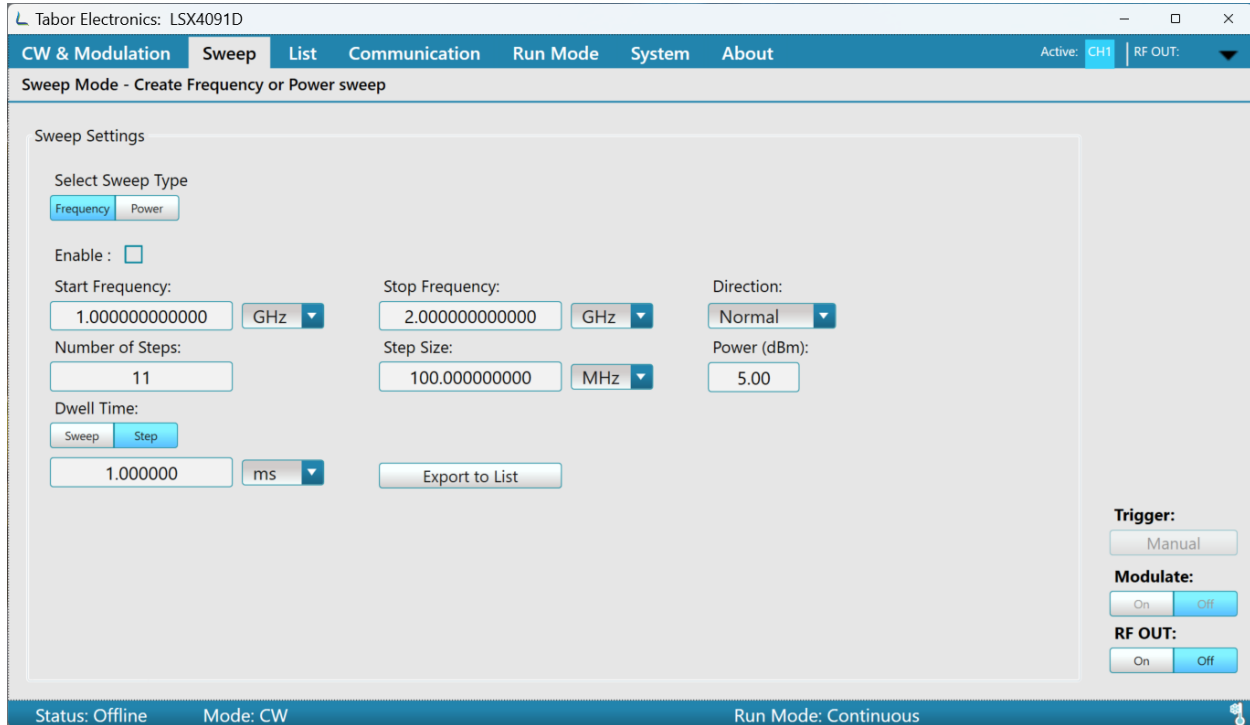 Tabor Electronics: LSX4091D
CW & Modulation Sweep List Communication Run Mode System About Active: CH1 RF OUT:
Sweep Mode - Create Frequency or Power sweep
Sweep Settings
Select Sweep Type
Frequency Power
Enable :
Start Frequency: Stop Frequency: Direction:
1.000000000000 GHz 2.000000000000 GHz Normal
Number of Steps: Step Size: Power (dBm):
11 100.000000000 MHz 5.00
Dwell Time:
Sweep Step
1.000000 ms Export to List
Trigger:
Manual
Modulate:
On Off
RF OUT:
On Off
Status: Offline Mode: CW Run Mode: Continuous